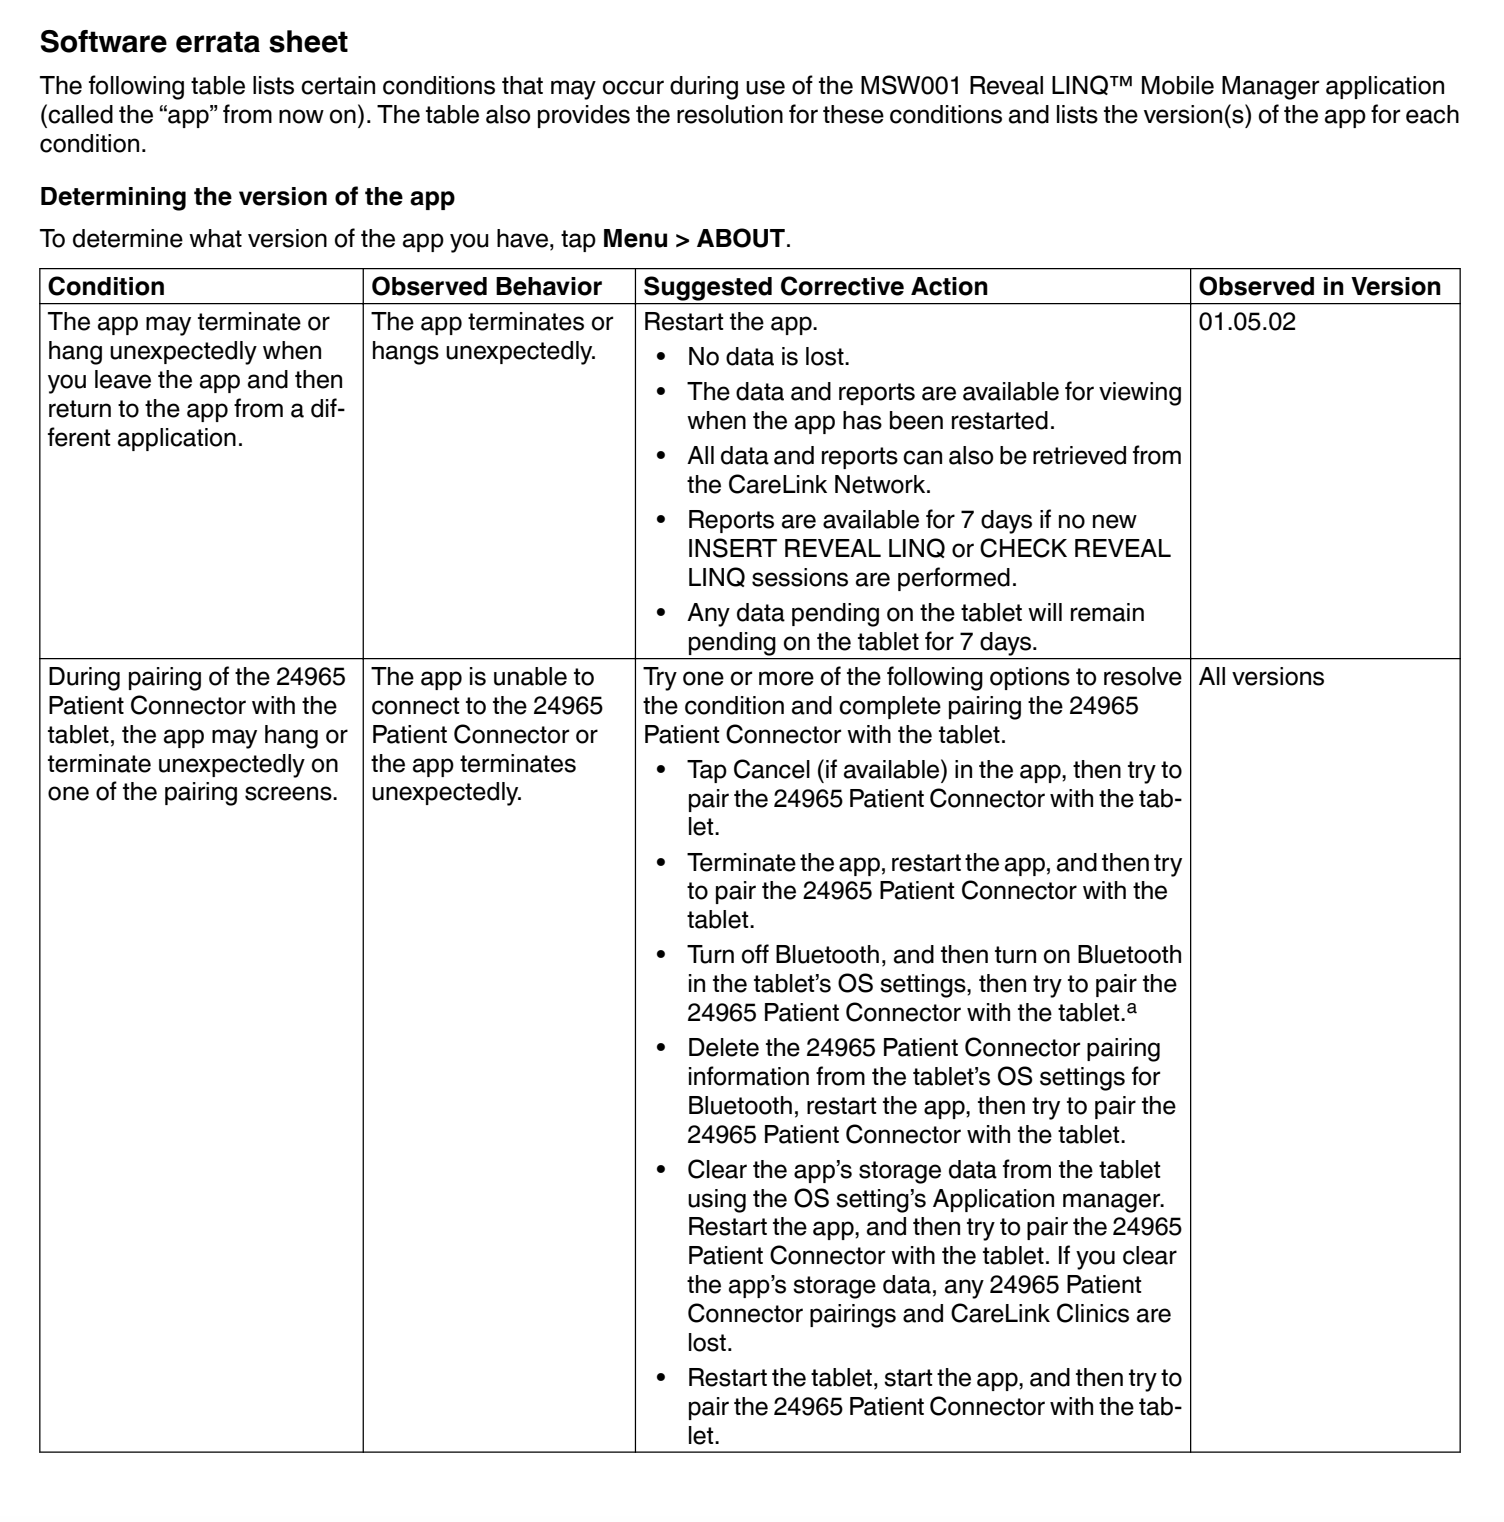 Software errata sheet
The following table lists certain conditions that may occur during use of the MSW001 Reveal LINQ™ Mobile Manager application
(called the “app” from now on). The table also provides the resolution for these conditions and lists the version(s) of the app for each
condition.
Determining the version of the app
To determine what version of the app you have, tap Menu > ABOUT.
Condition
Observed Behavior
Suggested Corrective Action
Observed in Version
The app may terminate or
hang unexpectedly when
you leave the app and then
return to the app from a dif-
ferent application.
The app terminates or
hangs unexpectedly.
Restart the app.
• No data is lost.
• The data and reports are available for viewing
when the app has been restarted.
• All data and reports can also be retrieved from
the CareLink Network.
• Reports are available for 7 days if no new
INSERT REVEAL LINQ or CHECK REVEAL
LINQ sessions are performed.
• Any data pending on the tablet will remain
pending on the tablet for 7 days.
01.05.02
During pairing of the 24965
Patient Connector with the
tablet, the app may hang or
terminate unexpectedly on
one of the pairing screens.
The app is unable to
connect to the 24965
Patient Connector or
the app terminates
unexpectedly.
Try one or more of the following options to resolve
the condition and complete pairing the 24965
Patient Connector with the tablet.
• Tap Cancel (if available) in the app, then try to
pair the 24965 Patient Connector with the tab-
let.
• Terminate the app, restart the app, and then try
to pair the 24965 Patient Connector with the
tablet.
• Turn off Bluetooth, and then turn on Bluetooth
in the tablet’s OS settings, then try to pair the
24965 Patient Connector with the tablet.a
• Delete the 24965 Patient Connector pairing
information from the tablet’s OS settings for
Bluetooth, restart the app, then try to pair the
24965 Patient Connector with the tablet.
• Clear the app’s storage data from the tablet
using the OS setting’s Application manager.
Restart the app, and then try to pair the 24965
Patient Connector with the tablet. If you clear
the app’s storage data, any 24965 Patient
Connector pairings and CareLink Clinics are
lost.
• Restart the tablet, start the app, and then try to
pair the 24965 Patient Connector with the tab-
let.
All versions